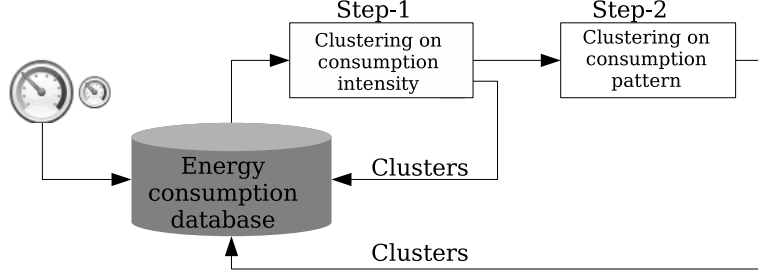 Step-1
Step-2
Clustering on
consumption
intensity
Clustering on
consumption
pattern
Energy
consumption
database
Clusters
Clusters